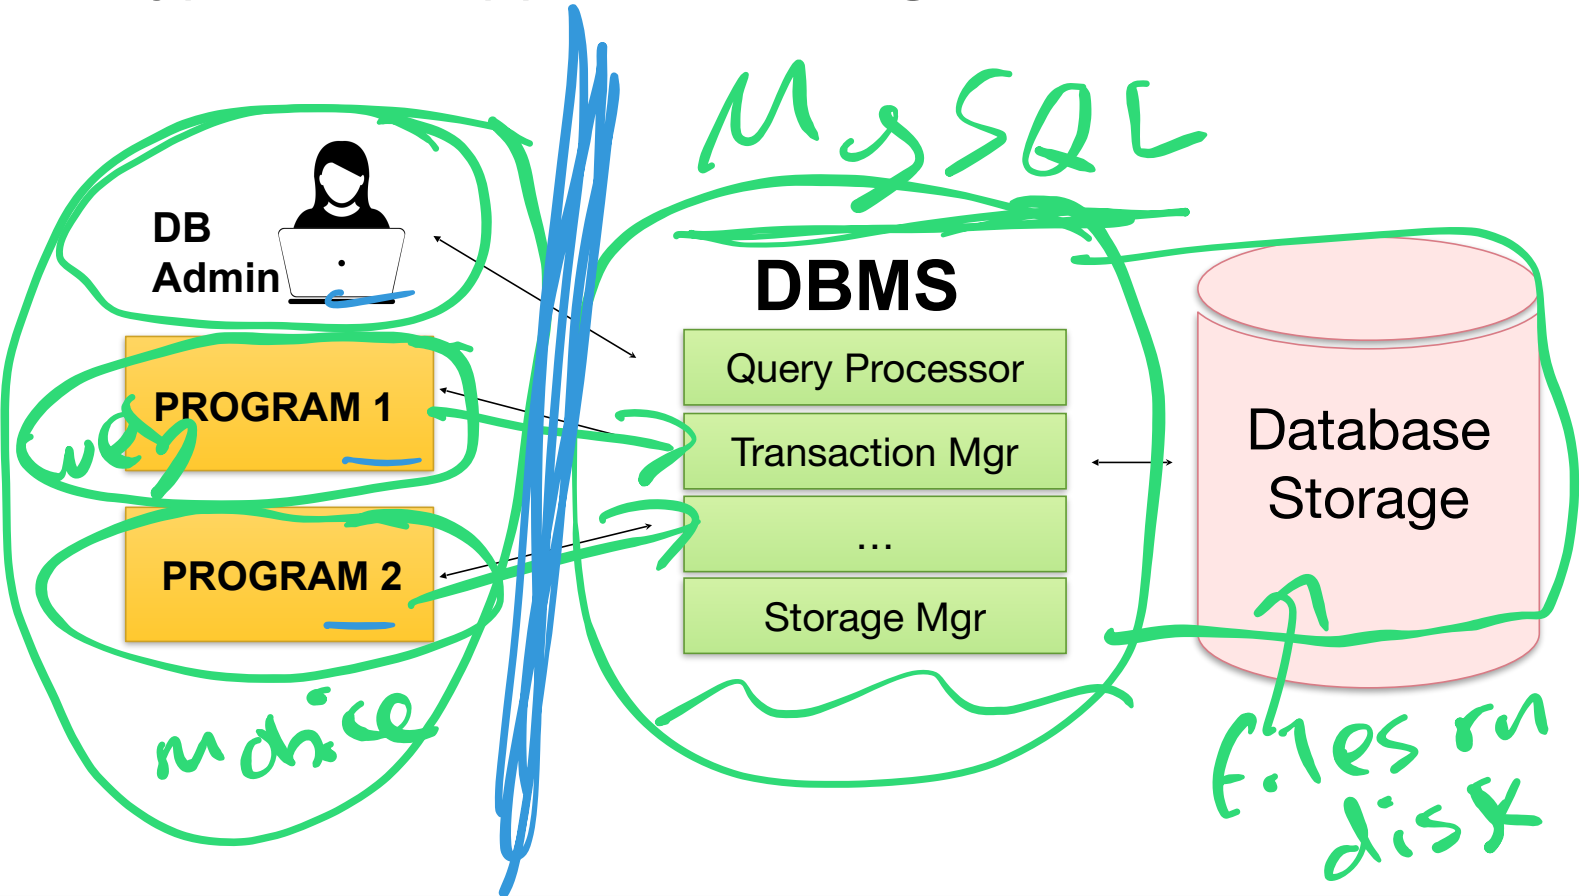 MySQL
DB
Admin
DBMS
Query Processor
PROGRAM 1
web
Transaction Mgr
Database
Storage
...
PROGRAM 2
Storage Mgr
files on
disk